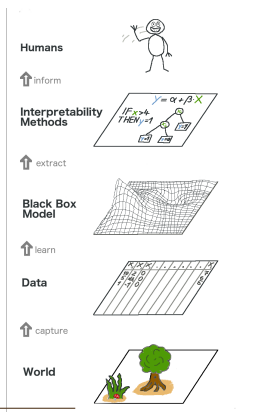 Humans
inform
Interpretability
Methods
Y = α + β·X
IF x>4
THEN y=1
extract
Black Box
Model
learn
Data
capture
World